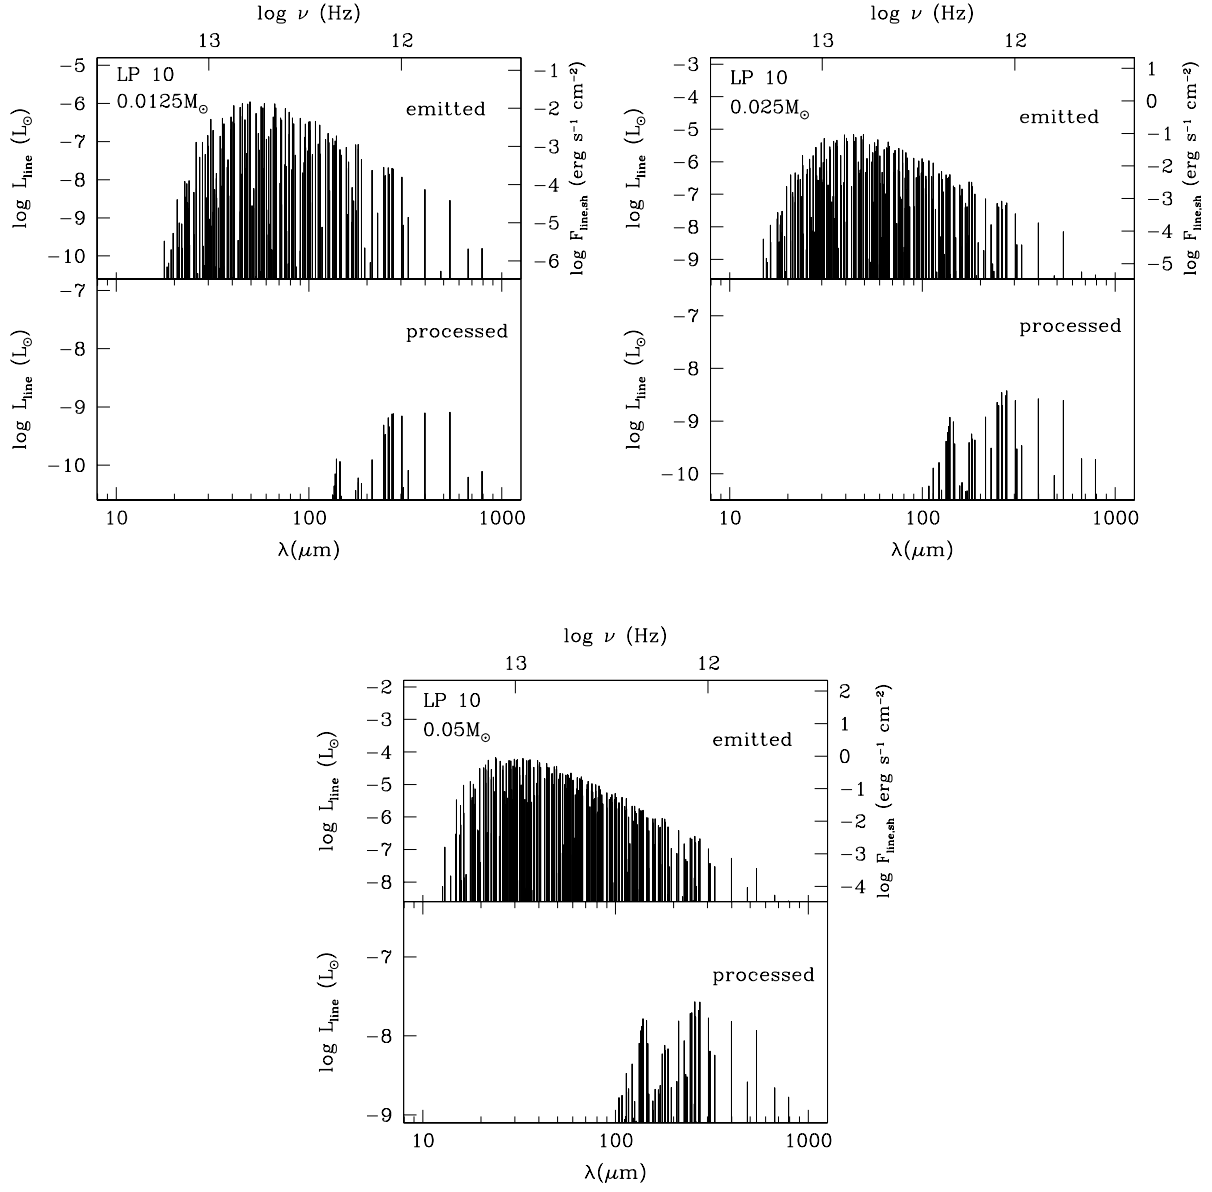 log ν (Hz)
13 12
LP 10
0.0125M⊙
emitted
−5
−6
−7
−8
−9
−10
log L_line (L⊙)
−1
−2
−3
−4
−5
−6
log F_line,sh (erg s⁻¹ cm⁻²)
processed
−7
−8
−9
−10
log L_line (L⊙)
10 100 1000
λ(μm)
log ν (Hz)
13 12
LP 10
0.025M⊙
emitted
−3
−4
−5
−6
−7
−8
−9
log L_line (L⊙)
1
0
−1
−2
−3
−4
−5
log F_line,sh (erg s⁻¹ cm⁻²)
processed
−7
−8
−9
−10
log L_line (L⊙)
10 100 1000
λ(μm)
log ν (Hz)
13 12
LP 10
0.05M⊙
emitted
−2
−3
−4
−5
−6
−7
−8
log L_line (L⊙)
2
1
0
−1
−2
−3
−4
log F_line,sh (erg s⁻¹ cm⁻²)
processed
−7
−8
−9
log L_line (L⊙)
10 100 1000
λ(μm)